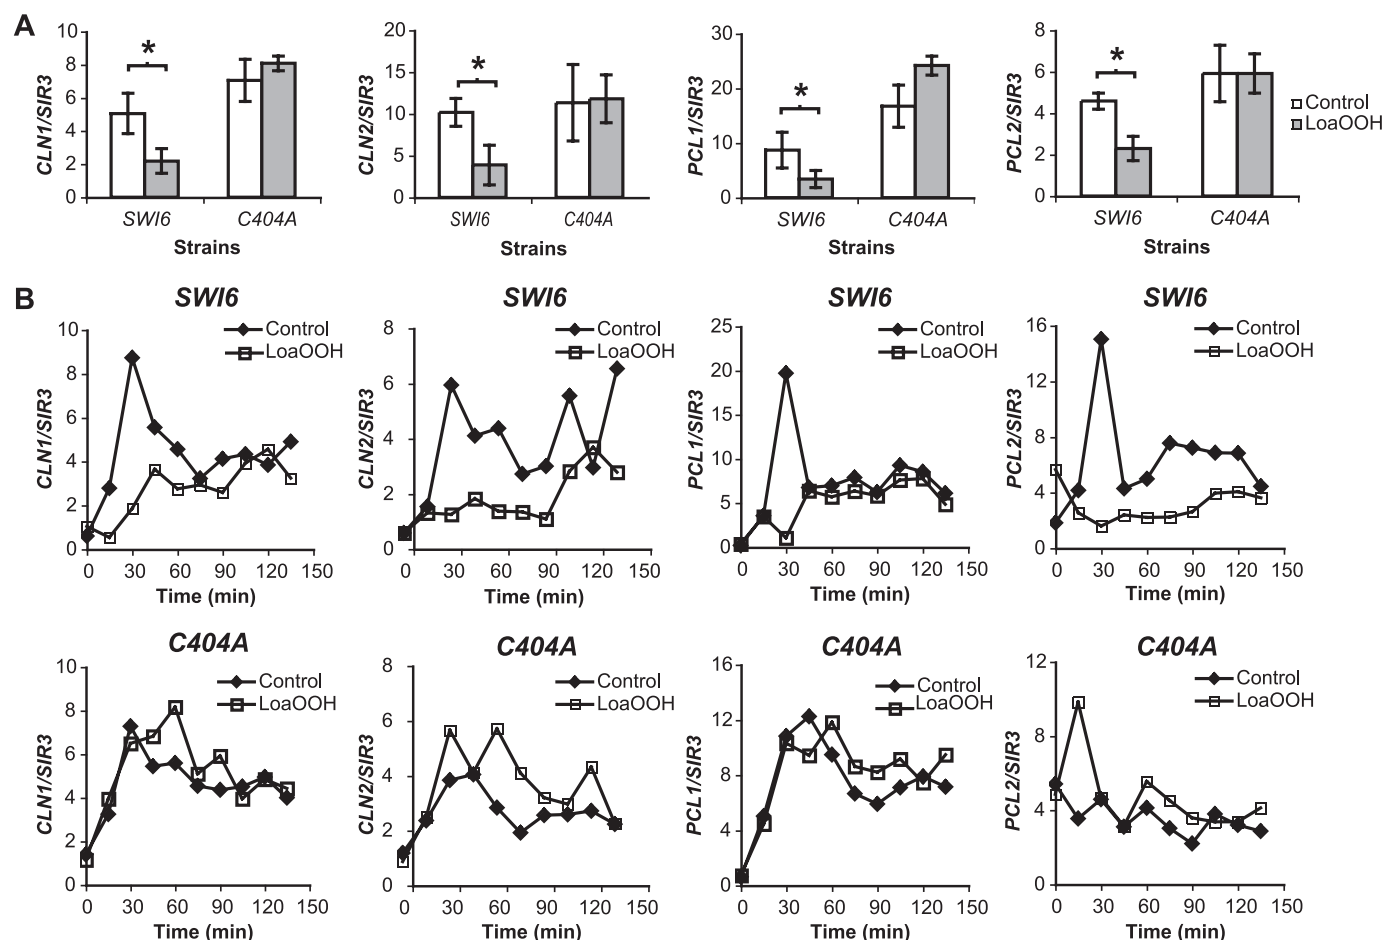 A
10
8
6
4
2
0
CLN1/SIR3
*
SWI6 C404A
Strains
20
15
10
5
0
CLN2/SIR3
*
SWI6 C404A
Strains
30
20
10
0
PCL1/SIR3
*
SWI6 C404A
Strains
8
6
4
2
0
PCL2/SIR3
*
SWI6 C404A
Strains
Control
LoaOOH
B
SWI6
Control
LoaOOH
10
8
6
4
2
0
CLN1/SIR3
0 30 60 90 120 150
Time (min)
SWI6
Control
LoaOOH
8
6
4
2
0
CLN2/SIR3
0 30 60 90 120 150
Time (min)
SWI6
Control
LoaOOH
25
20
15
10
5
0
PCL1/SIR3
0 30 60 90 120 150
Time (min)
SWI6
Control
LoaOOH
16
12
8
4
0
PCL2/SIR3
0 30 60 90 120 150
Time (min)
C404A
Control
LoaOOH
10
8
6
4
2
0
CLN1/SIR3
0 30 60 90 120 150
Time (min)
C404A
Control
LoaOOH
8
6
4
2
0
CLN2/SIR3
0 30 60 90 120 150
Time (min)
C404A
Control
LoaOOH
16
12
8
4
0
PCL1/SIR3
0 30 60 90 120 150
Time (min)
C404A
Control
LoaOOH
12
8
4
0
PCL2/SIR3
0 30 60 90 120 150
Time (min)